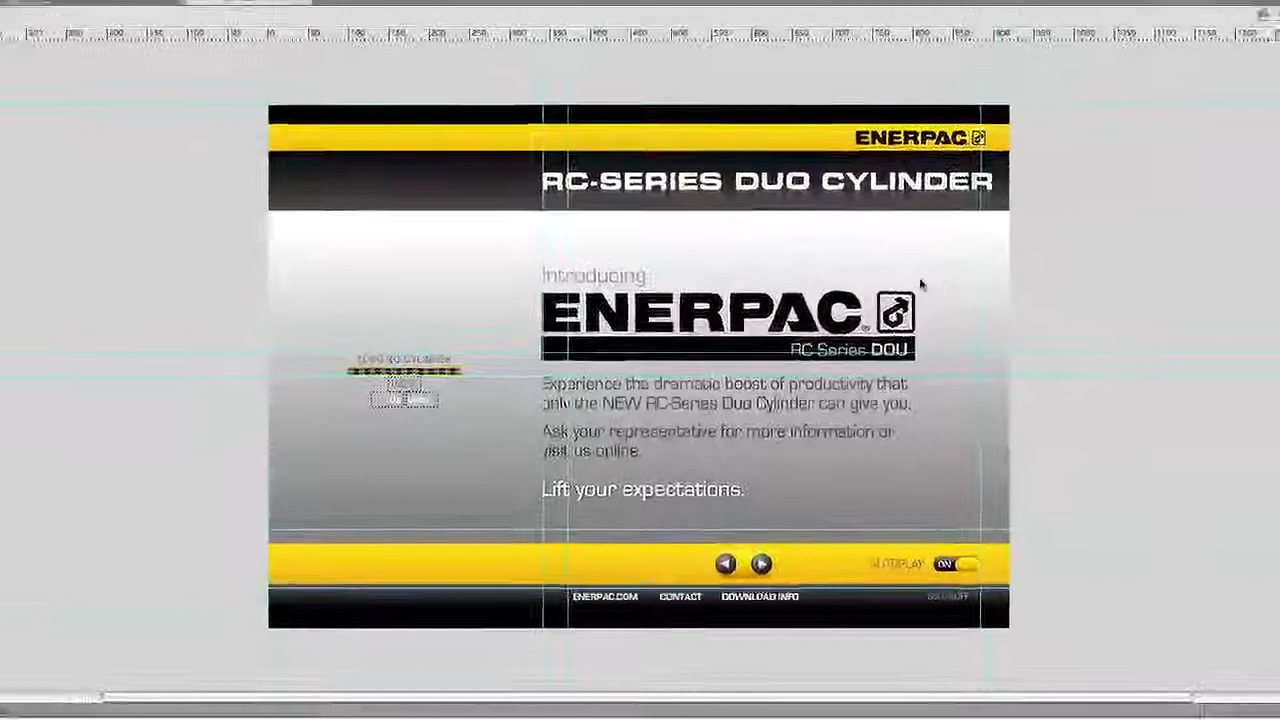 ENERPAC
RC-SERIES DUO CYLINDER
Introducing
ENERPAC
RC Series DOU
Experience the dramatic boost of productivity that
only the NEW RC-Series Duo Cylinder can give you.
Ask your representative for more information or
visit us online.
Lift your expectations.
AUTOPLAY ON
ENERPAC.COM CONTACT DOWNLOAD INFO